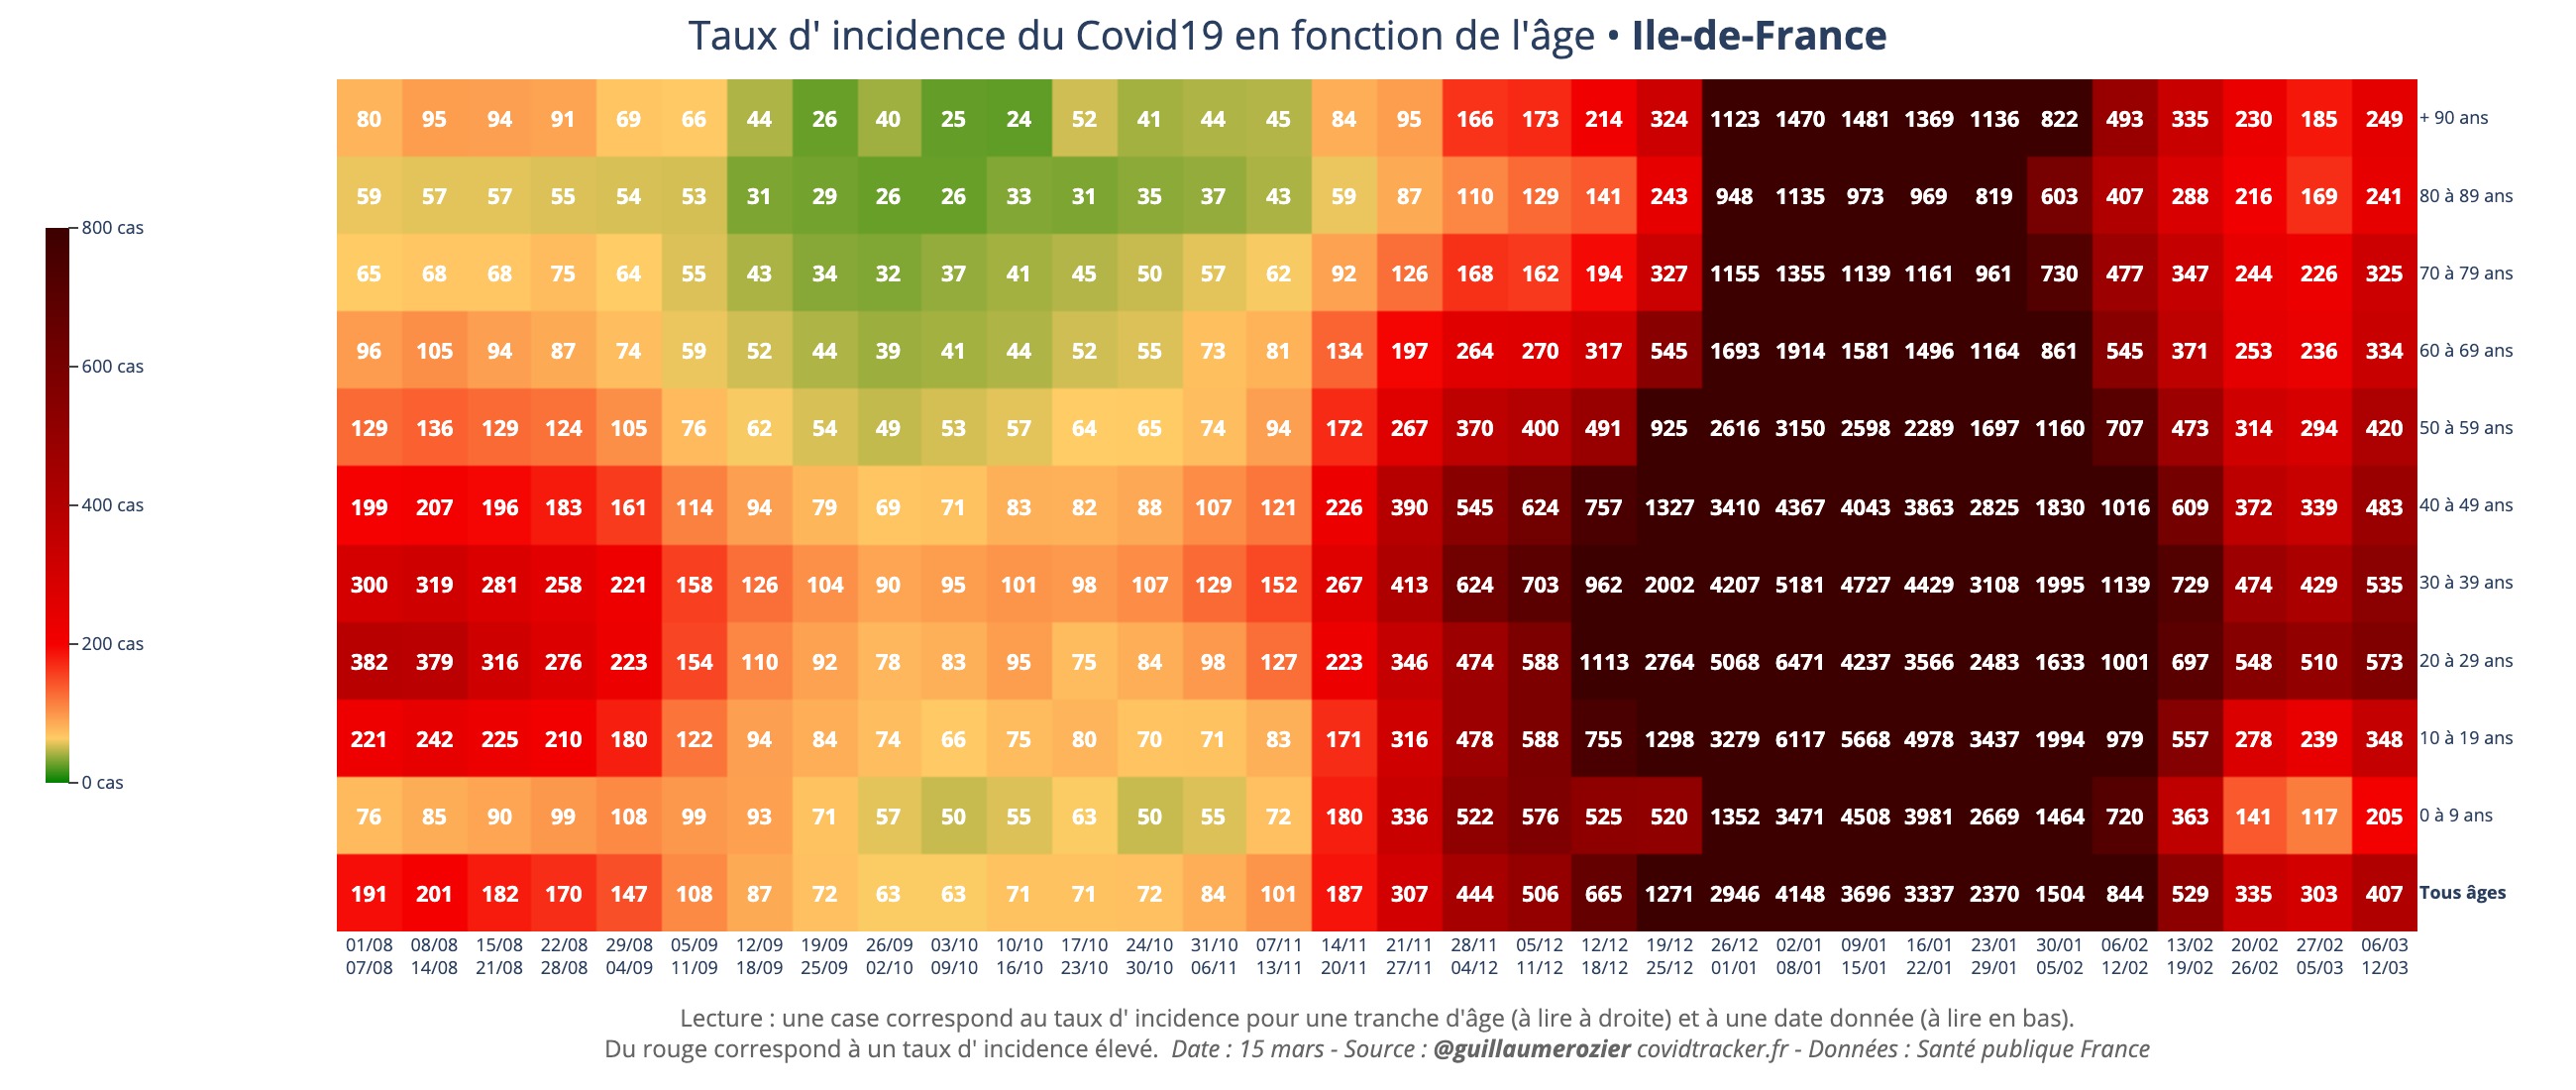 Taux d' incidence du Covid19 en fonction de l'âge • Ile-de-France
800 cas
600 cas
400 cas
200 cas
0 cas
80 95 94 91 69 66 44 26 40 25 24 52 41 44 45 84 95 166 173 214 324 1123 1470 1481 1369 1136 822 493 335 230 185 249 + 90 ans
59 57 57 55 54 53 31 29 26 26 33 31 35 37 43 59 87 110 129 141 243 948 1135 973 969 819 603 407 288 216 169 241 80 à 89 ans
65 68 68 75 64 55 43 34 32 37 41 45 50 57 62 92 126 168 162 194 327 1155 1355 1139 1161 961 730 477 347 244 226 325 70 à 79 ans
96 105 94 87 74 59 52 44 39 41 44 52 55 73 81 134 197 264 270 317 545 1693 1914 1581 1496 1164 861 545 371 253 236 334 60 à 69 ans
129 136 129 124 105 76 62 54 49 53 57 64 65 74 94 172 267 370 400 491 925 2616 3150 2598 2289 1697 1160 707 473 314 294 420 50 à 59 ans
199 207 196 183 161 114 94 79 69 71 83 82 88 107 121 226 390 545 624 757 1327 3410 4367 4043 3863 2825 1830 1016 609 372 339 483 40 à 49 ans
300 319 281 258 221 158 126 104 90 95 101 98 107 129 152 267 413 624 703 962 2002 4207 5181 4727 4429 3108 1995 1139 729 474 429 535 30 à 39 ans
382 379 316 276 223 154 110 92 78 83 95 75 84 98 127 223 346 474 588 1113 2764 5068 6471 4237 3566 2483 1633 1001 697 548 510 573 20 à 29 ans
221 242 225 210 180 122 94 84 74 66 75 80 70 71 83 171 316 478 588 755 1298 3279 6117 5668 4978 3437 1994 979 557 278 239 348 10 à 19 ans
76 85 90 99 108 99 93 71 57 50 55 63 50 55 72 180 336 522 576 525 520 1352 3471 4508 3981 2669 1464 720 363 141 117 205 0 à 9 ans
191 201 182 170 147 108 87 72 63 63 71 71 72 84 101 187 307 444 506 665 1271 2946 4148 3696 3337 2370 1504 844 529 335 303 407 Tous âges
01/08 08/08 15/08 22/08 29/08 05/09 12/09 19/09 26/09 03/10 10/10 17/10 24/10 31/10 07/11 14/11 21/11 28/11 05/12 12/12 19/12 26/12 02/01 09/01 16/01 23/01 30/01 06/02 13/02 20/02 27/02 06/03
07/08 14/08 21/08 28/08 04/09 11/09 18/09 25/09 02/10 09/10 16/10 23/10 30/10 06/11 13/11 20/11 27/11 04/12 11/12 18/12 25/12 01/01 08/01 15/01 22/01 29/01 05/02 12/02 19/02 26/02 05/03 12/03
Lecture : une case correspond au taux d' incidence pour une tranche d'âge (à lire à droite) et à une date donnée (à lire en bas).
Du rouge correspond à un taux d' incidence élevé. Date : 15 mars - Source : @guillaumerozier covidtracker.fr - Données : Santé publique France